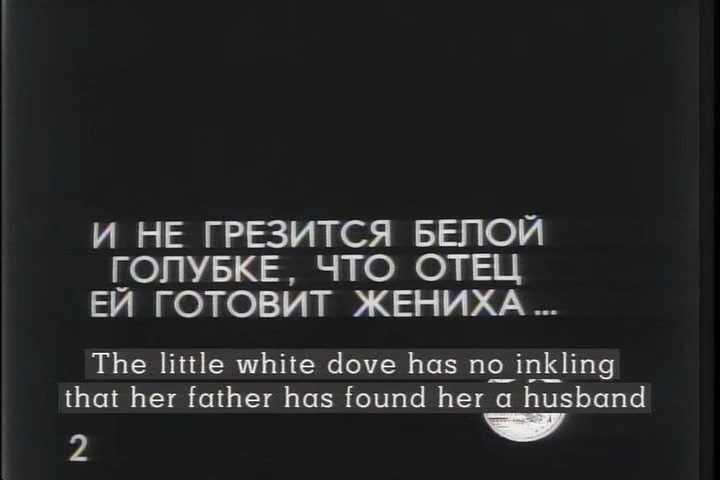 И НЕ ГРЕЗИТСЯ БЕЛОЙ
ГОЛУБКЕ, ЧТО ОТЕЦ
ЕЙ ГОТОВИТ ЖЕНИХА...
The little white dove has no inkling
that her father has found her a husband
2